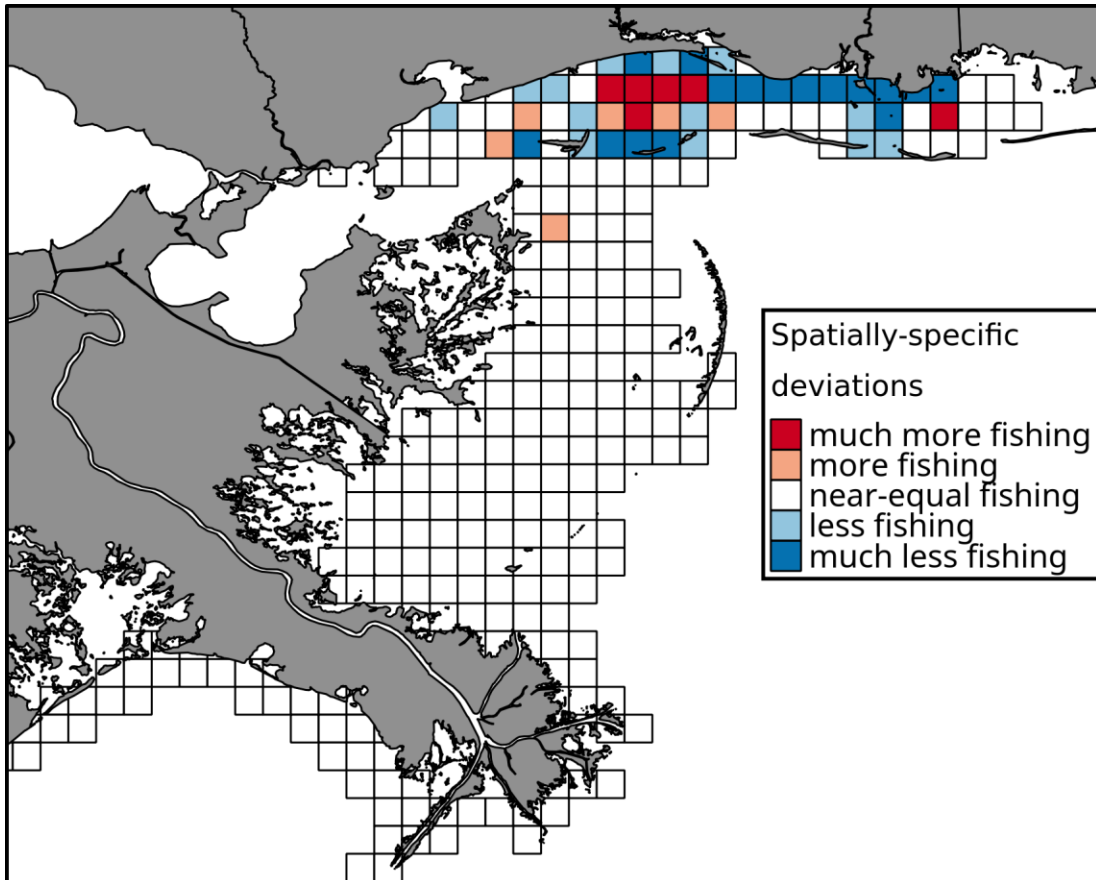 Spatially-specific
deviations
much more fishing
more fishing
near-equal fishing
less fishing
much less fishing